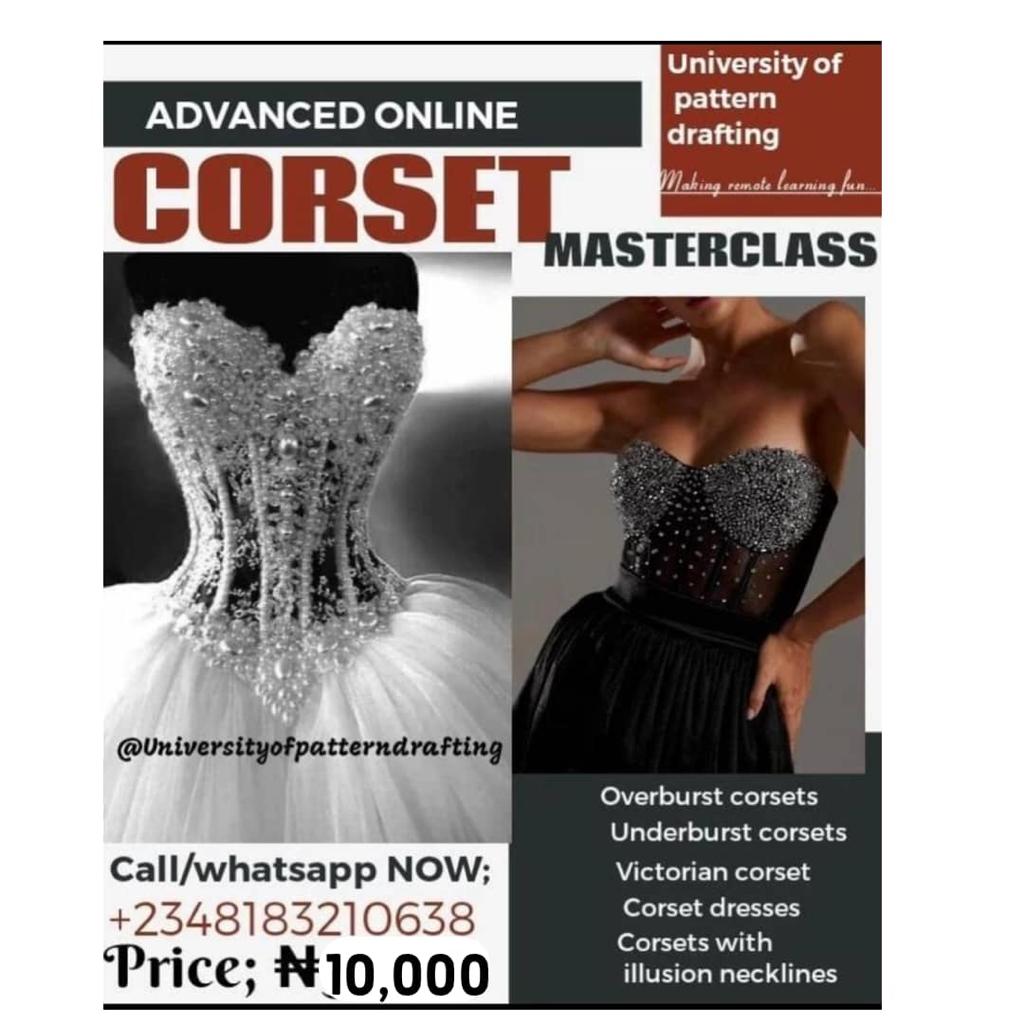 University of
pattern
drafting
Making remote learning fun...
ADVANCED ONLINE
CORSET
MASTERCLASS
@Universityofpatterndrafting
Overburst corsets
Underburst corsets
Victorian corset
Corset dresses
Corsets with
illusion necklines
Call/whatsapp NOW;
+2348183210638
Price; ₦10,000